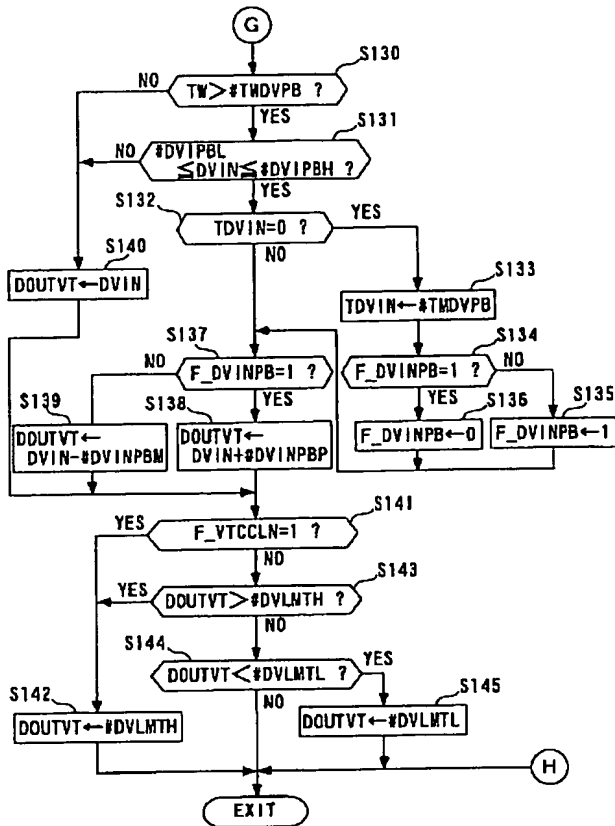 G
S130
NO
TW>#TWDVPB ?
YES
S131
NO
#DVIPBL
≦DVIN≦#DVIPBH ?
YES
S132
TDVIN=0 ?
YES
NO
S140
DOUTVT←DVIN
S133
TDVIN←#TMDVPB
S137
S134
NO
F_DVINPB=1 ?
F_DVINPB=1 ?
NO
YES
YES
S139
S138
S136
S135
DOUTVT←
DVIN-#DVINPBM
DOUTVT←
DVIN+#DVINPBP
F_DVINPB←0
F_DVINPB←1
S141
YES
F_VTCCLN=1 ?
NO
S143
YES
DOUTVT>#DVLMTH ?
NO
S144
DOUTVT<#DVLMTL ?
YES
NO
S142
S145
DOUTVT←#DVLMTH
DOUTVT←#DVLMTL
H
EXIT